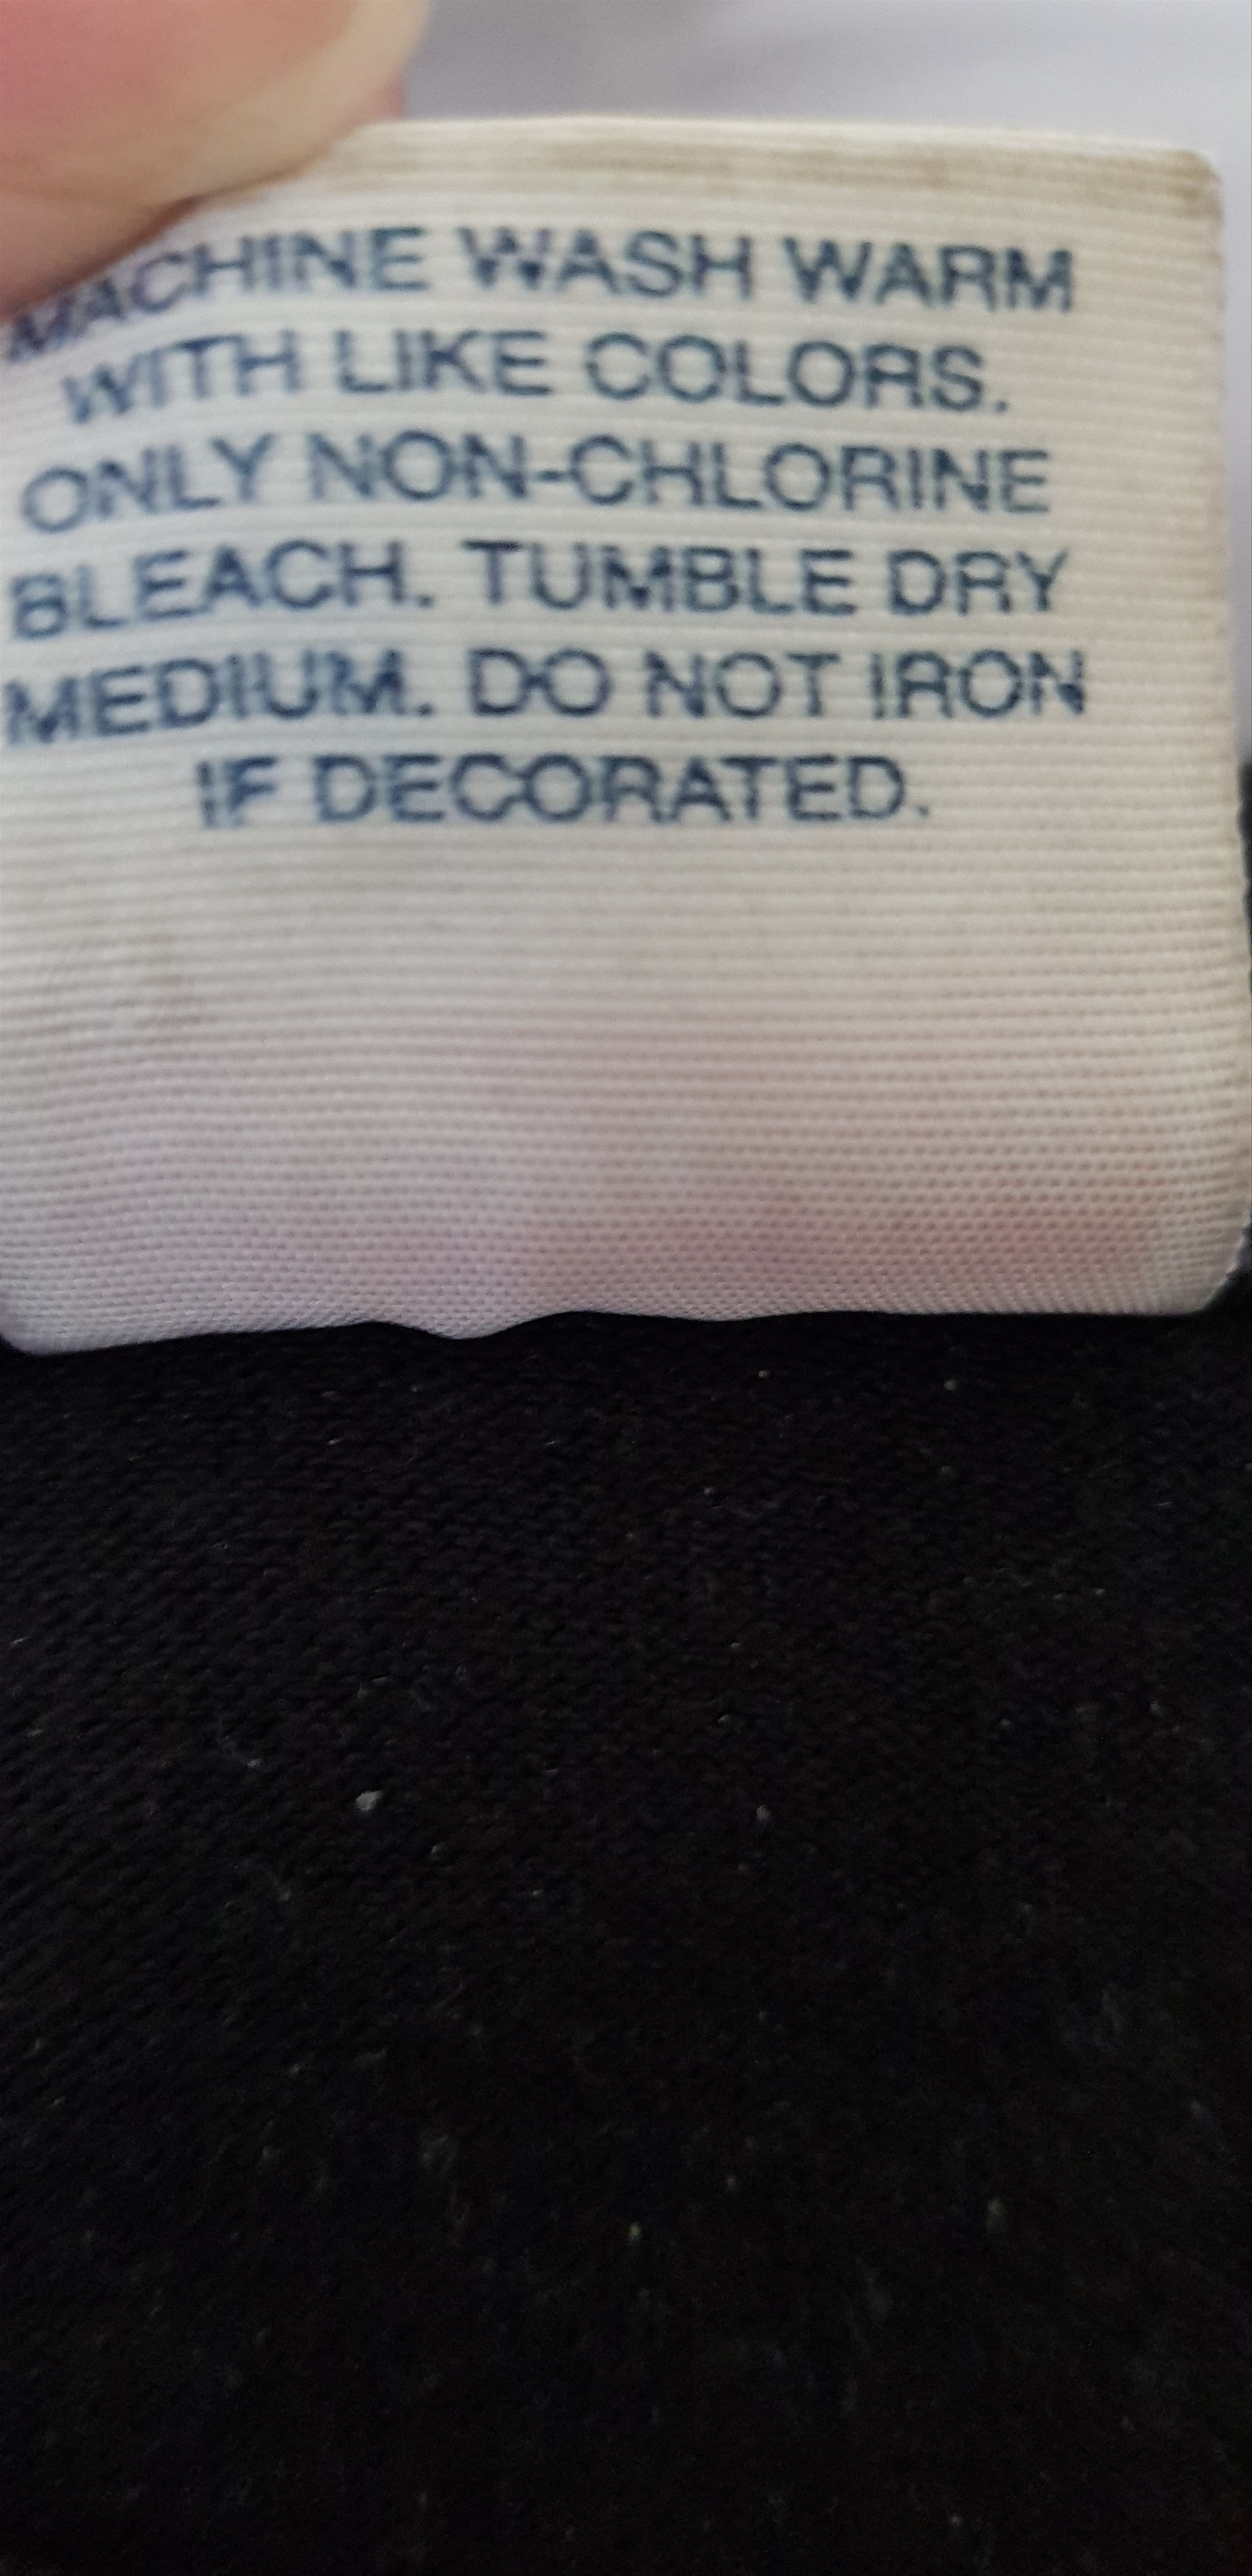 MACHINE WASH WARM
WITH LIKE COLORS.
ONLY NON-CHLORINE
BLEACH. TUMBLE DRY
MEDIUM. DO NOT IRON
IF DECORATED.